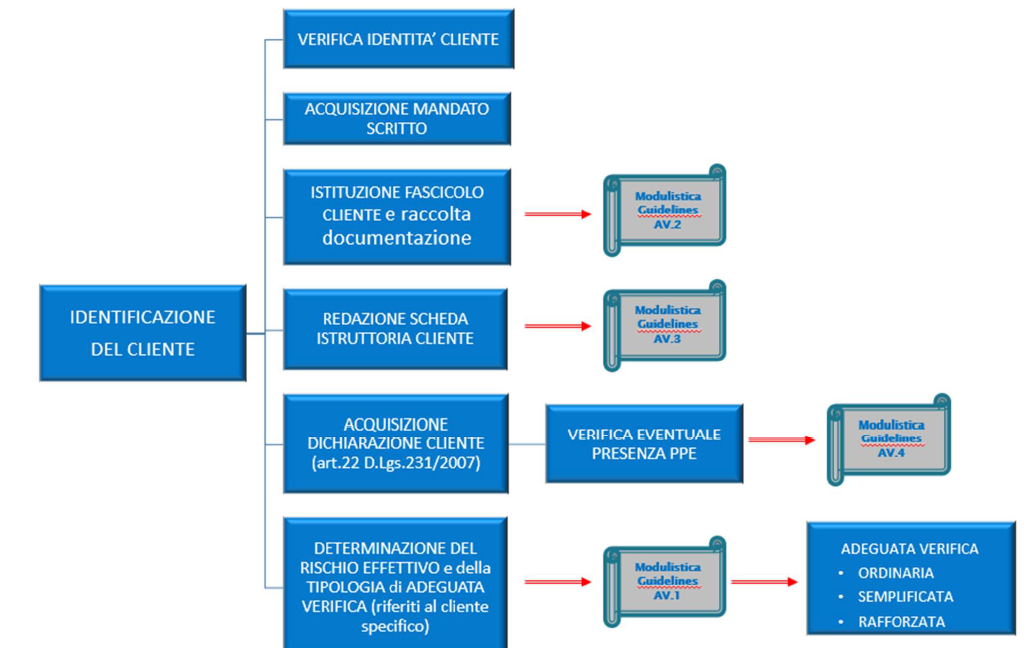 VERIFICA IDENTITA' CLIENTE
ACQUISIZIONE MANDATO
SCRITTO
ISTITUZIONE FASCICOLO
CLIENTE e raccolta
documentazione
Modulistica
Guidelines
AV.2
IDENTIFICAZIONE
DEL CLIENTE
REDAZIONE SCHEDA
ISTRUTTORIA CLIENTE
Modulistica
Guidelines
AV.3
ACQUISIZIONE
DICHIARAZIONE CLIENTE
(art.22 D.Lgs.231/2007)
VERIFICA EVENTUALE
PRESENZA PPE
Modulistica
Guidelines
AV.4
DETERMINAZIONE DEL
RISCHIO EFFETTIVO e della
TIPOLOGIA di ADEGUATA
VERIFICA (riferiti al cliente
specifico)
Modulistica
Guidelines
AV.1
ADEGUATA VERIFICA
• ORDINARIA
• SEMPLIFICATA
• RAFFORZATA